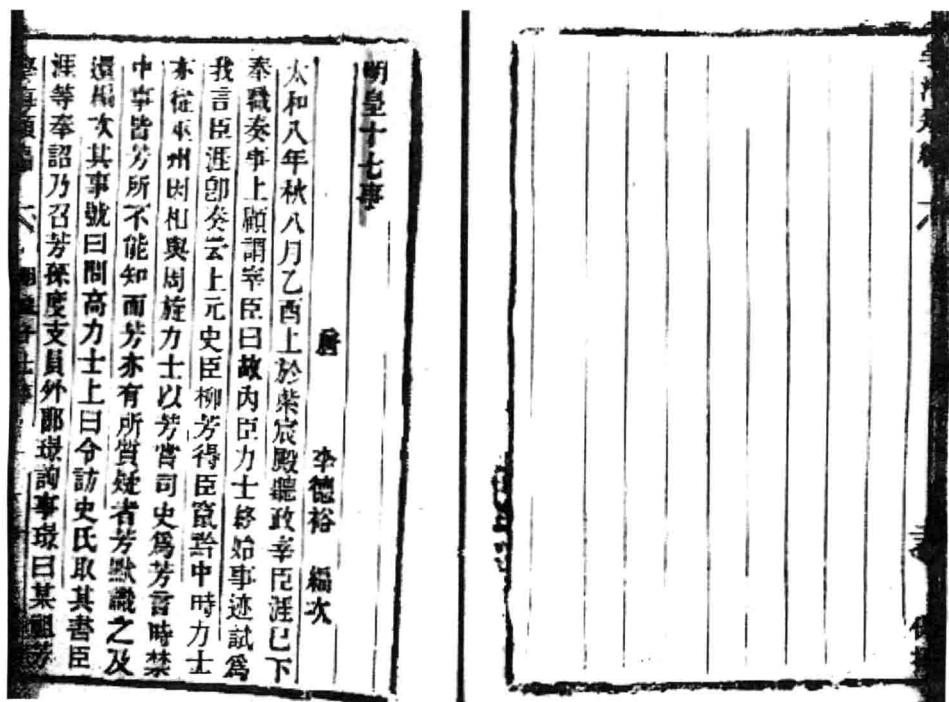 明皇十七事
唐 李德裕 編次
太和八年秋八月乙酉上於紫宸殿聽政宰臣涯已下
奉職奏事上顧謂宰臣曰故內臣力士終始事迹試爲
我言臣涯卽奏云上元史臣柳芳得臣竄黔中時力士
亦從巫州因相與周旋力士以芳嘗司史爲芳言時禁
中事皆芳所不能知而芳亦有所質疑者芳默識之及
還編次其事號曰問高力士上曰令訪史氏取其書臣
涯等奉詔乃召芳孫度支員外郞璟詢事璟曰某祖芳